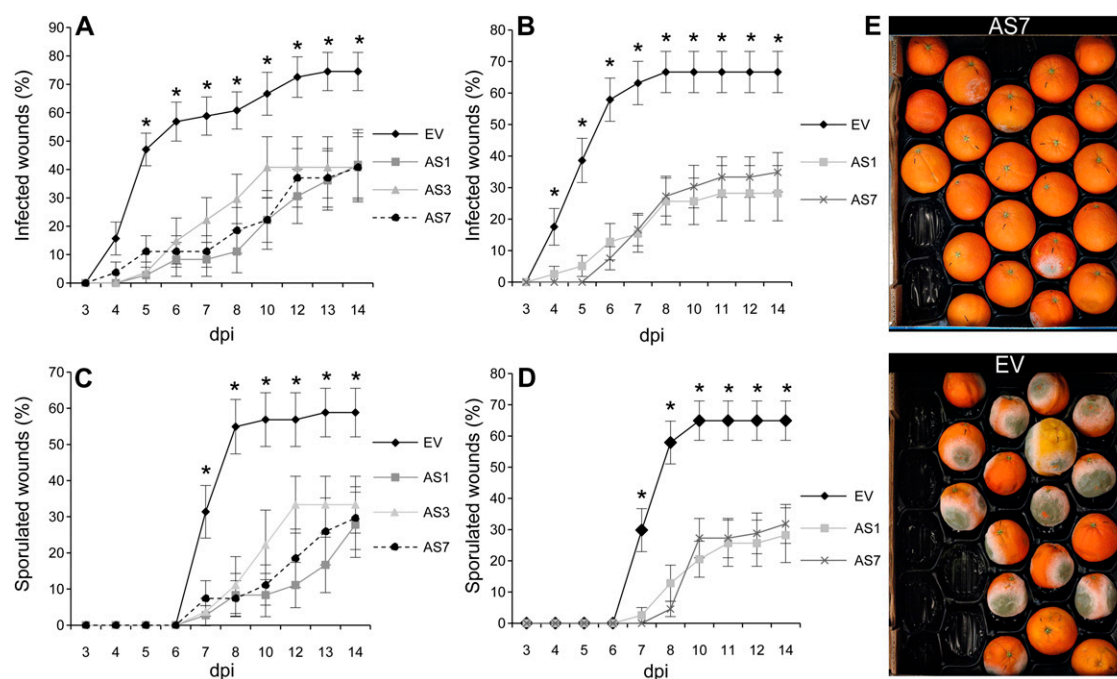 A
Infected wounds (%)
90
80
70
60
50
40
30
20
10
0
* * * * * * * * *
3 4 5 6 7 8 10 12 13 14
dpi
EV
AS1
AS3
AS7
B
Infected wounds (%)
80
70
60
50
40
30
20
10
0
* * * * * * * * *
3 4 5 6 7 8 10 11 12 14
dpi
EV
AS1
AS7
E
AS7
C
Sporulated wounds (%)
70
60
50
40
30
20
10
0
* * * * * *
3 4 5 6 7 8 10 12 13 14
dpi
EV
AS1
AS3
AS7
D
Sporulated wounds (%)
80
70
60
50
40
30
20
10
0
* * * * * *
3 4 5 6 7 8 10 11 12 14
dpi
EV
AS1
AS7
EV